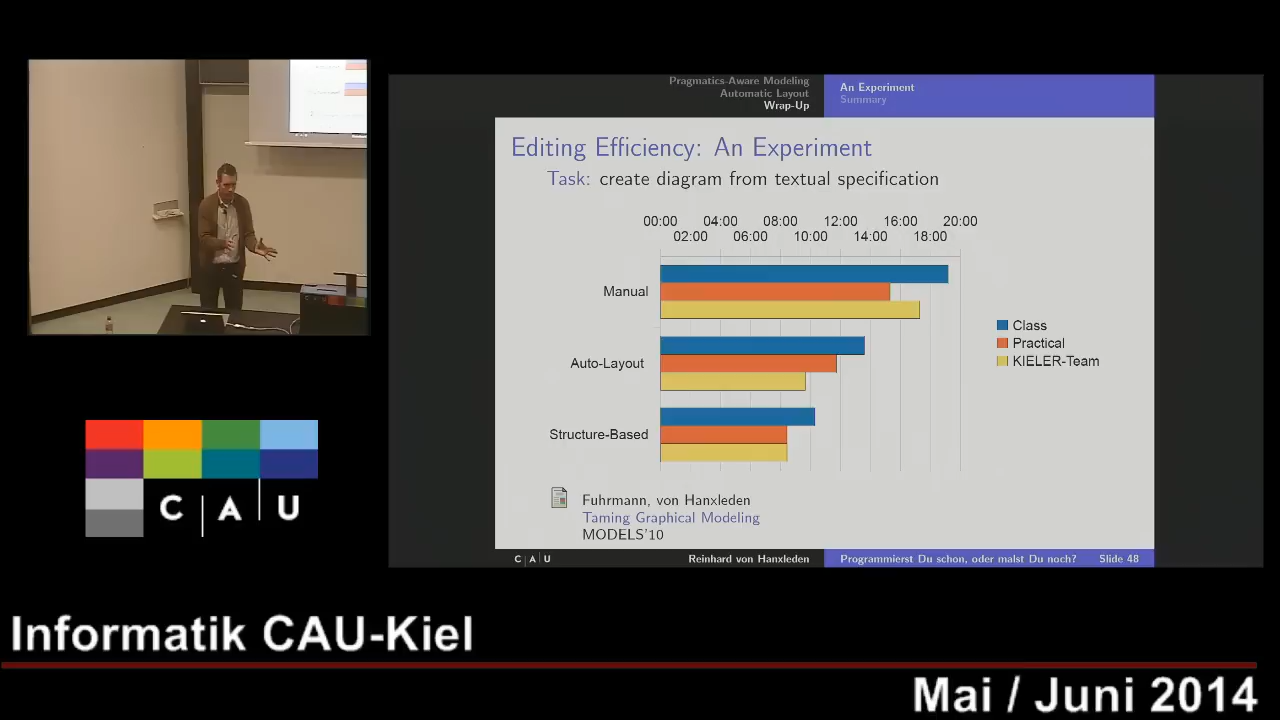 Pragmatics-Aware Modeling
Automatic Layout
Wrap-Up
An Experiment
Summary
Editing Efficiency: An Experiment
Task: create diagram from textual specification
00:00 04:00 08:00 12:00 16:00 20:00
02:00 06:00 10:00 14:00 18:00
Manual
Auto-Layout
Structure-Based
Class
Practical
KIELER-Team
Fuhrmann, von Hanxleden
Taming Graphical Modeling
MODELS'10
C|A|U Reinhard von Hanxleden Programmierst Du schon, oder malst Du noch? Slide 48
C|A|U
Informatik CAU-Kiel
Mai / Juni 2014